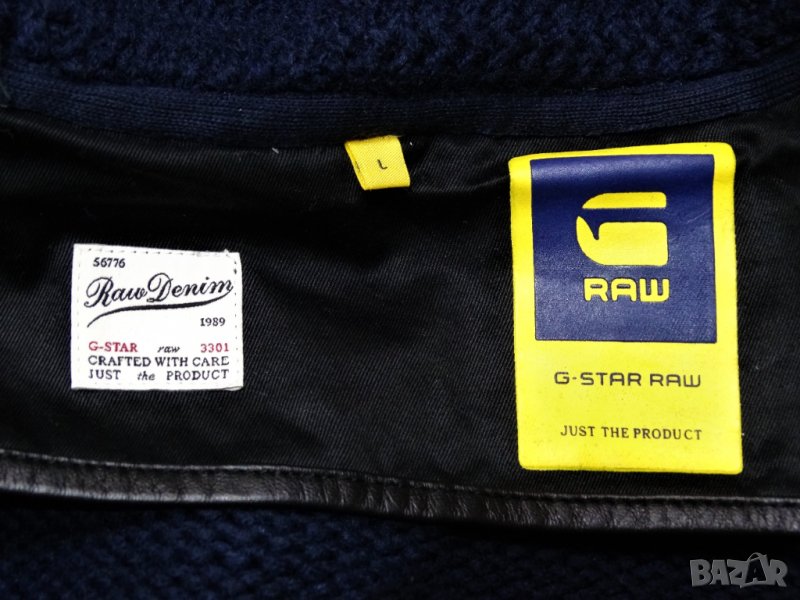 L
56776
Raw Denim
1989
G-STAR raw 3301
CRAFTED WITH CARE
JUST the PRODUCT
RAW
G-STAR RAW
JUST THE PRODUCT
BAZAR